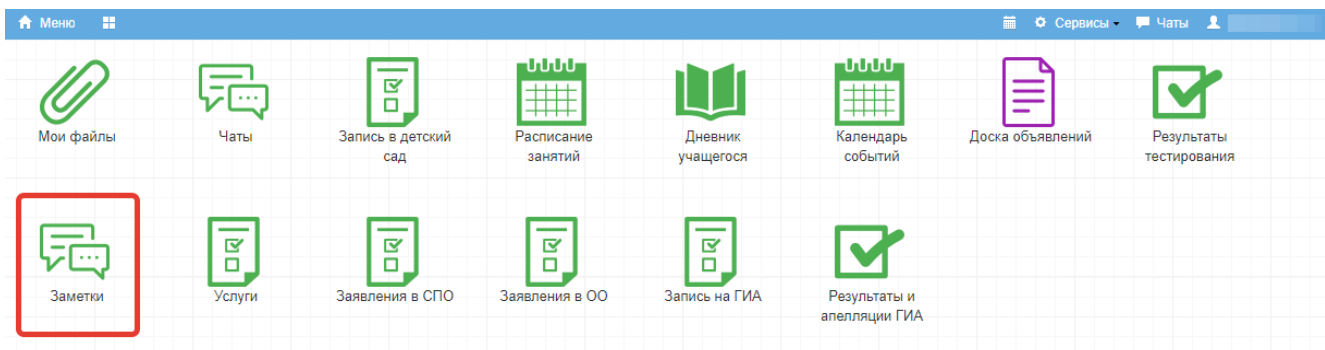 Меню
Сервисы
Чаты
Мои файлы
Чаты
Запись в детский
сад
Расписание
занятий
Дневник
учащегося
Календарь
событий
Доска объявлений
Результаты
тестирования
Заметки
Услуги
Заявления в СПО
Заявления в ОО
Запись на ГИА
Результаты и
апелляции ГИА